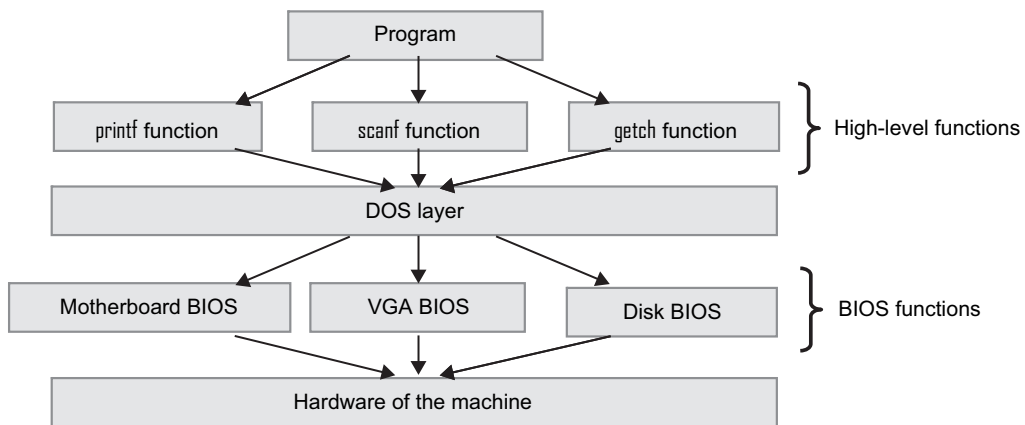 Program
printf function
scanf function
getch function
High-level functions
DOS layer
Motherboard BIOS
VGA BIOS
Disk BIOS
BIOS functions
Hardware of the machine